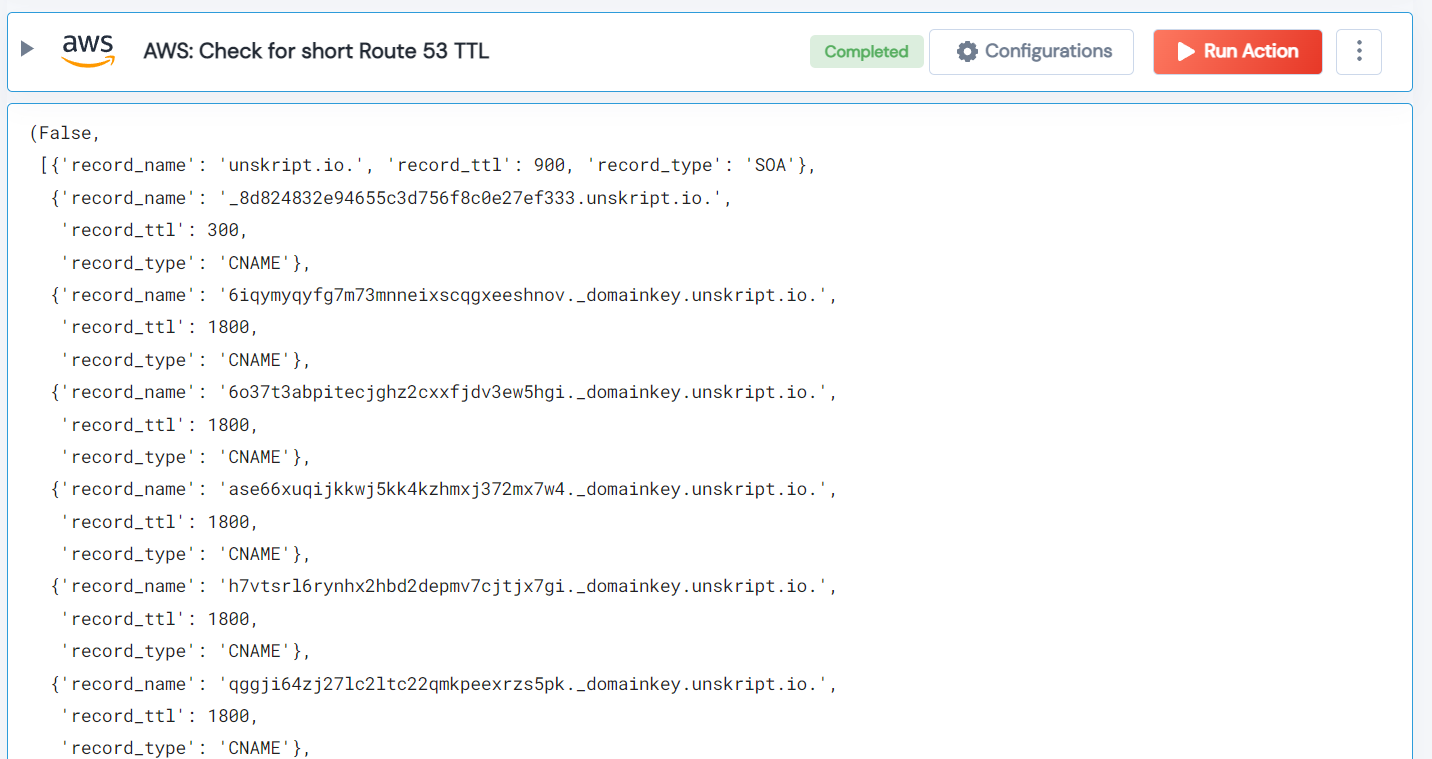 aws AWS: Check for short Route 53 TTL Completed Configurations Run Action
(False,
[{'record_name': 'unskript.io.', 'record_ttl': 900, 'record_type': 'SOA'},
{'record_name': '_8d824832e94655c3d756f8c0e27ef333.unskript.io.',
'record_ttl': 300,
'record_type': 'CNAME'},
{'record_name': '6iqymyqyfg7m73mnneixscqgxeeshnov._domainkey.unskript.io.',
'record_ttl': 1800,
'record_type': 'CNAME'},
{'record_name': '6o37t3abpitecjghz2cxxfjdv3ew5hgi._domainkey.unskript.io.',
'record_ttl': 1800,
'record_type': 'CNAME'},
{'record_name': 'ase66xuqijkkwj5kk4kzhmxj372mx7w4._domainkey.unskript.io.',
'record_ttl': 1800,
'record_type': 'CNAME'},
{'record_name': 'h7vtsrl6rynhx2hbd2depmv7cjtjx7gi._domainkey.unskript.io.',
'record_ttl': 1800,
'record_type': 'CNAME'},
{'record_name': 'qggji64zj27lc2ltc22qmkpeexrzs5pk._domainkey.unskript.io.',
'record_ttl': 1800,
'record_type': 'CNAME'},